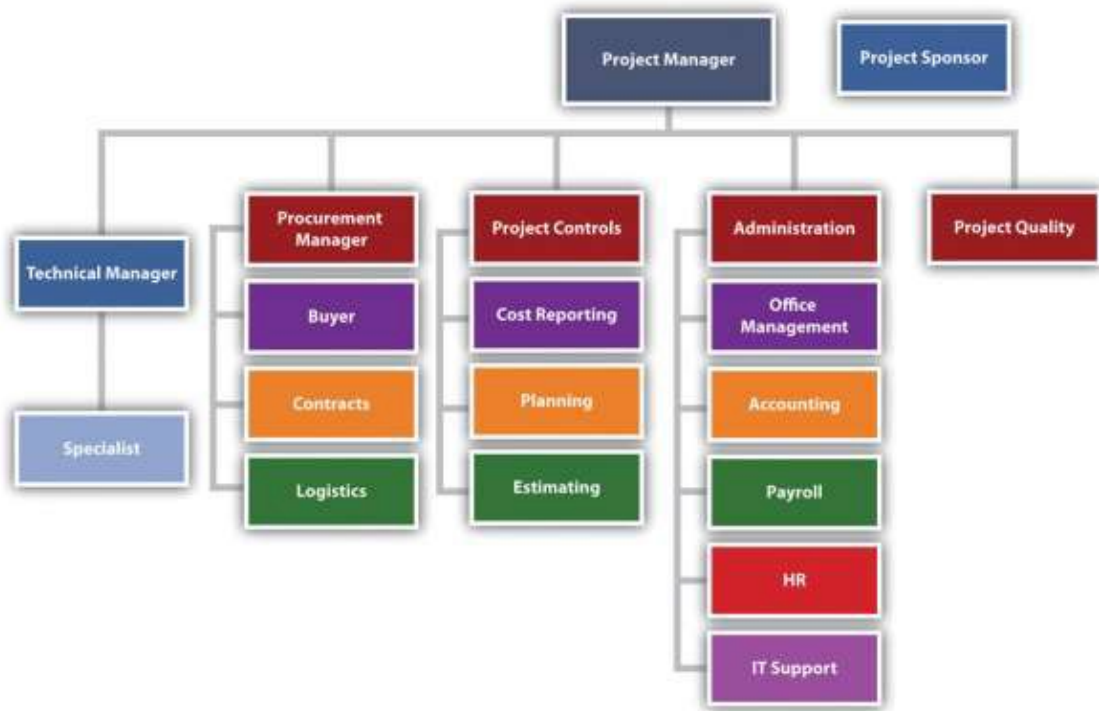 Project Manager
Project Sponsor
Technical Manager
Specialist
Procurement
Manager
Buyer
Contracts
Logistics
Project Controls
Cost Reporting
Planning
Estimating
Administration
Office
Management
Accounting
Payroll
HR
IT Support
Project Quality